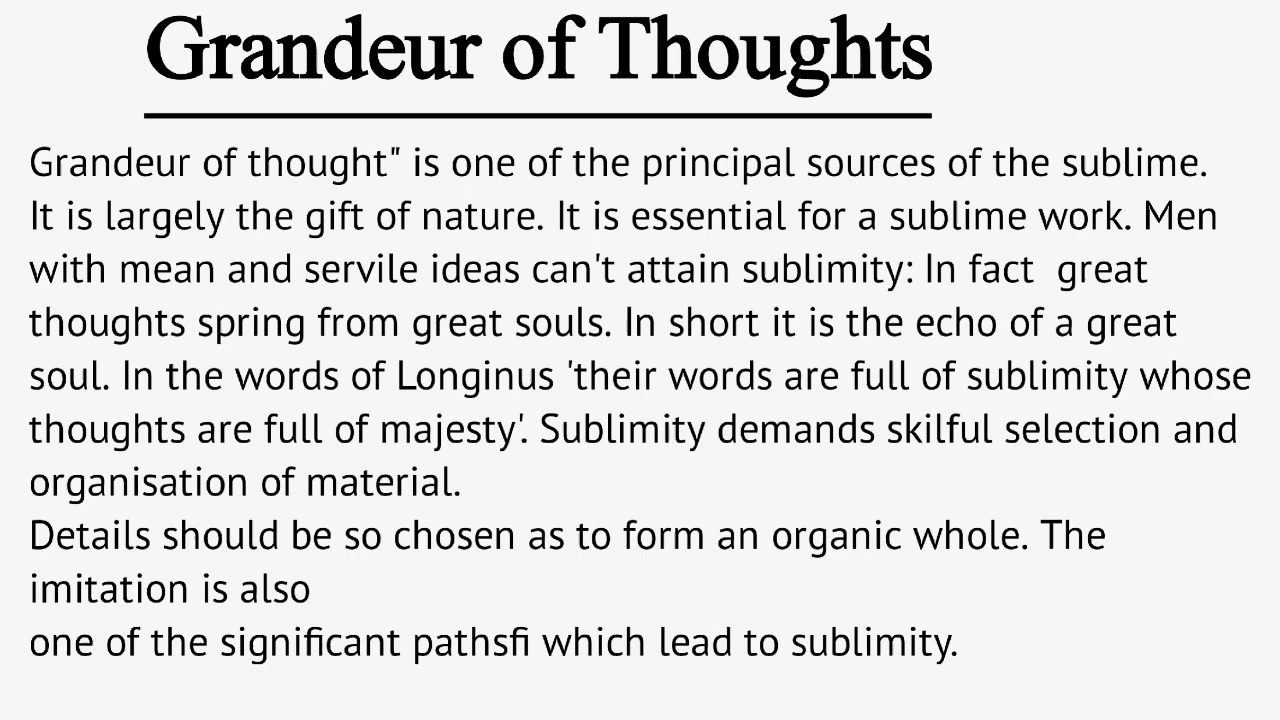 Grandeur of Thoughts
Grandeur of thought" is one of the principal sources of the sublime.
It is largely the gift of nature. It is essential for a sublime work. Men
with mean and servile ideas can't attain sublimity: In fact  great
thoughts spring from great souls. In short it is the echo of a great
soul. In the words of Longinus 'their words are full of sublimity whose
thoughts are full of majesty'. Sublimity demands skilful selection and
organisation of material.
Details should be so chosen as to form an organic whole. The
imitation is also
one of the significant pathsfi which lead to sublimity.